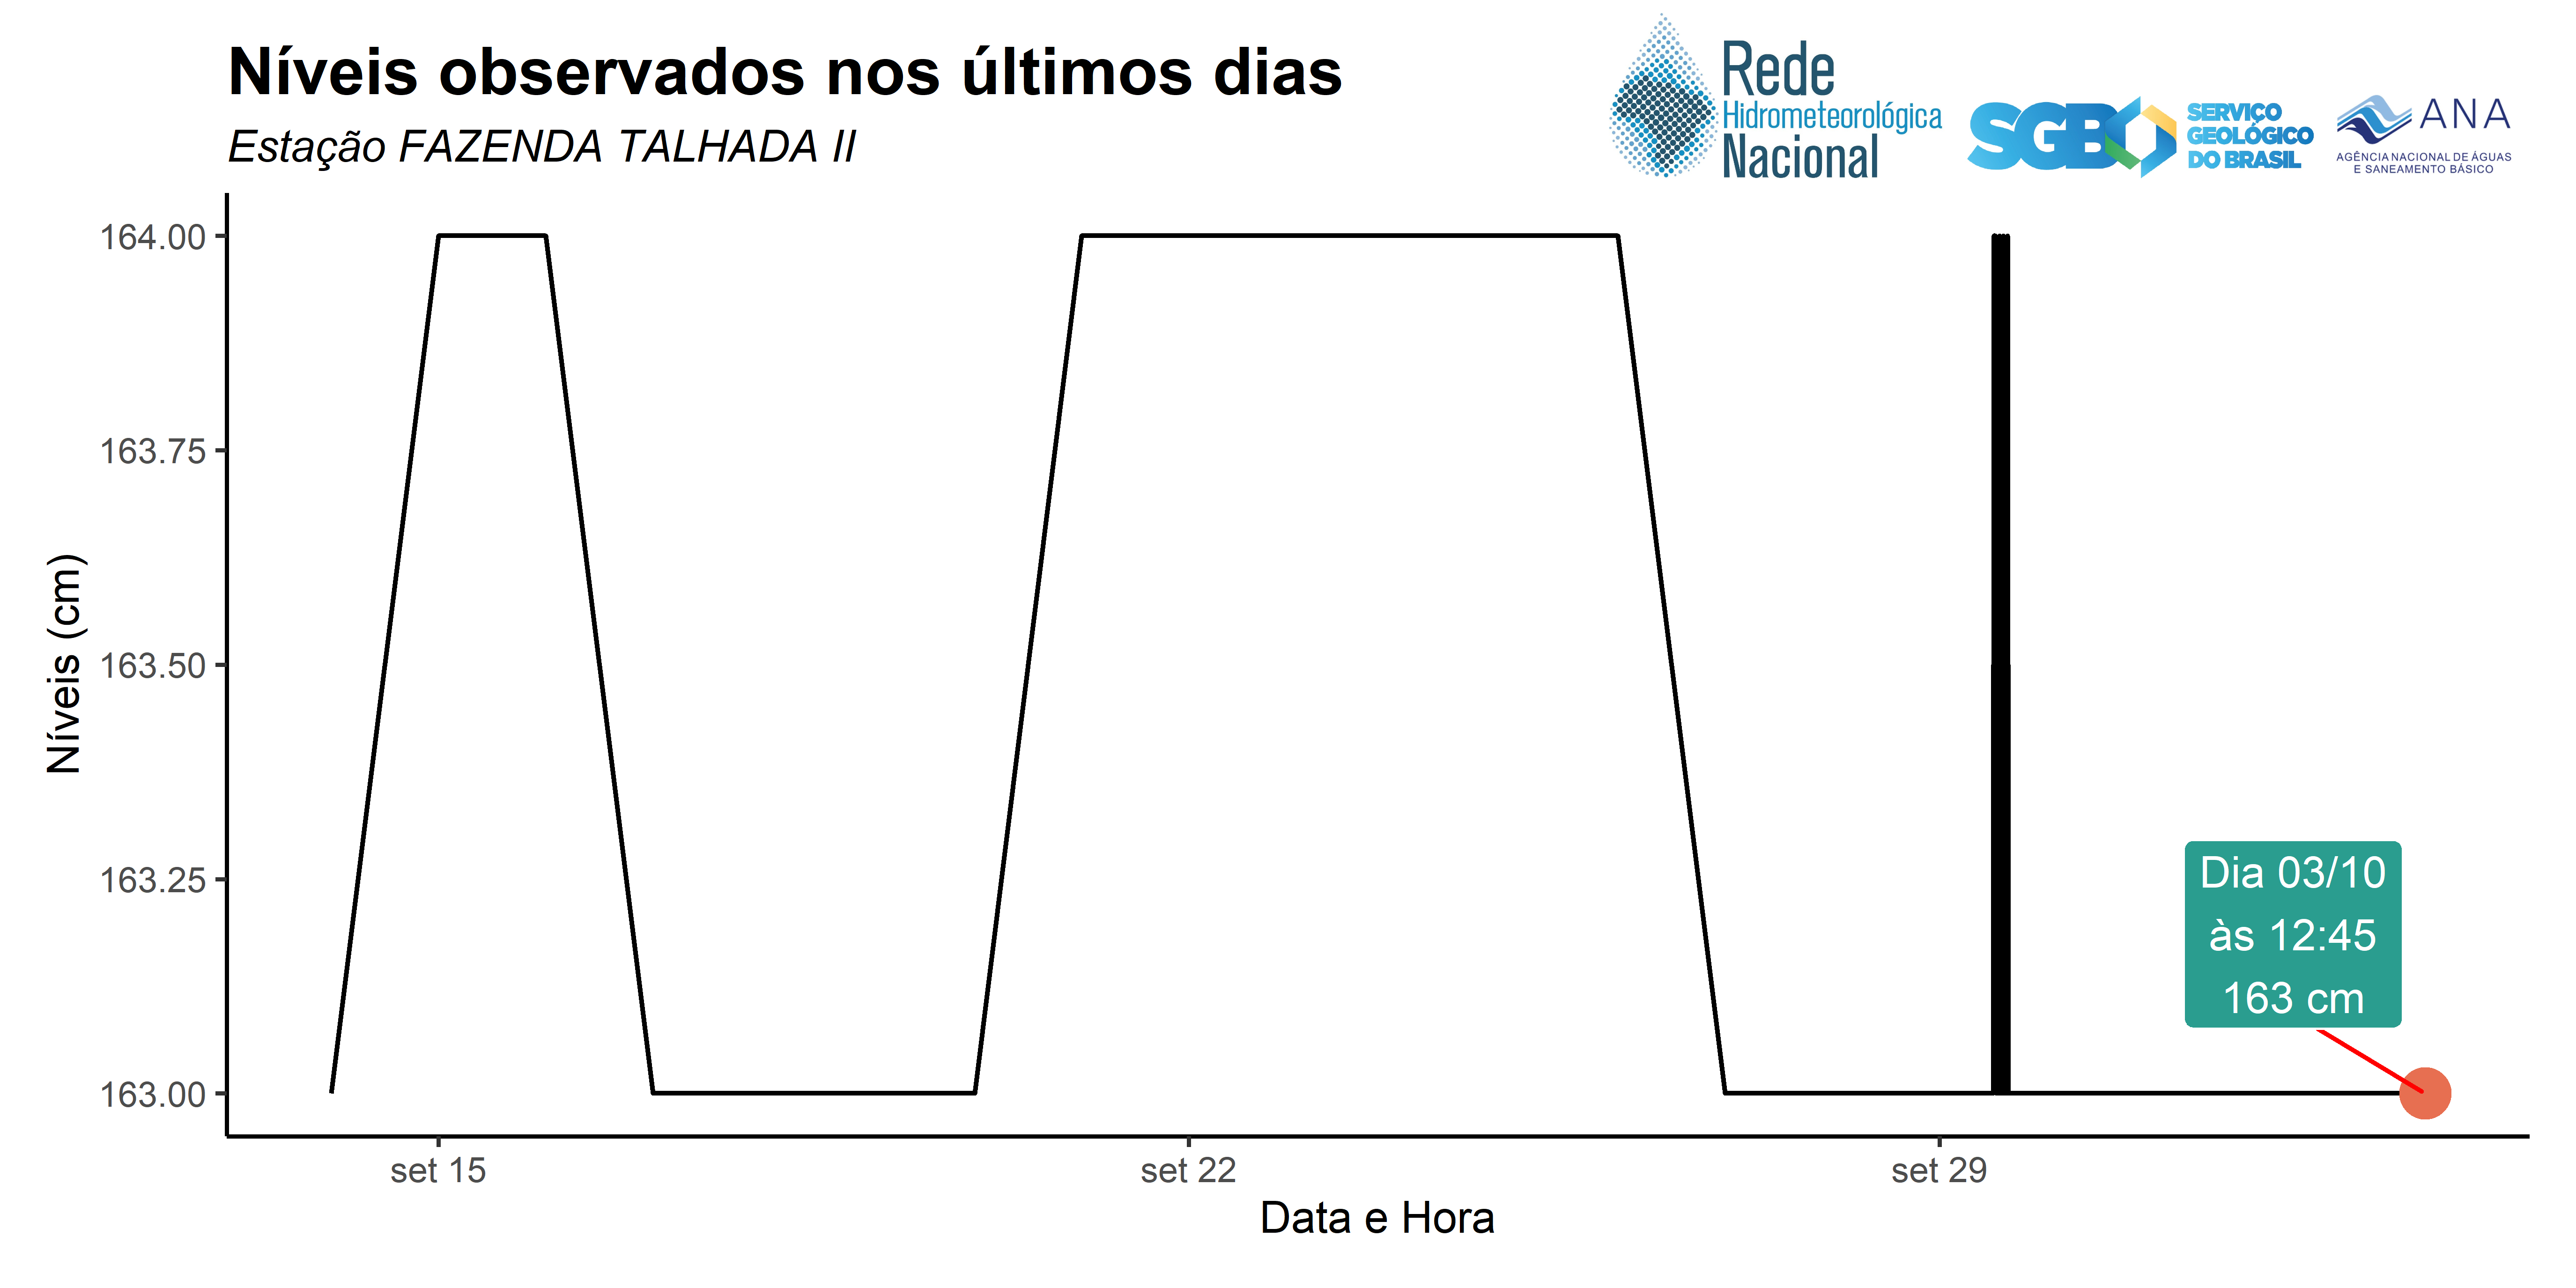 Níveis observados nos últimos dias
Estação FAZENDA TALHADA II
Rede
Hidrometeorológica
Nacional
SGB
SERVIÇO
GEOLÓGICO
DO BRASIL
ANA
AGÊNCIA NACIONAL DE ÁGUAS
E SANEAMENTO BÁSICO
164.00
163.75
163.50
163.25
163.00
Níveis (cm)
Dia 03/10
às 12:45
163 cm
set 15
set 22
set 29
Data e Hora